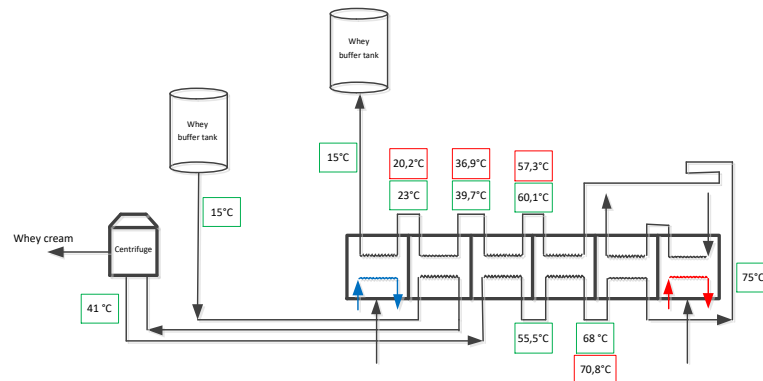 Whey
buffer tank
Whey
buffer tank
15°C
20,2°C
36,9°C
57,3°C
23°C
39,7°C
60,1°C
15°C
Whey cream
Centrifuge
75°C
41 °C
55,5°C
68 °C
70,8°C